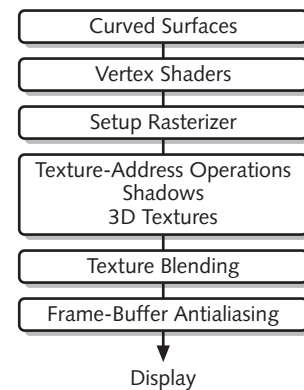 Curved Surfaces
Vertex Shaders
Setup Rasterizer
Texture-Address Operations
Shadows
3D Textures
Texture Blending
Frame-Buffer Antialiasing
Display